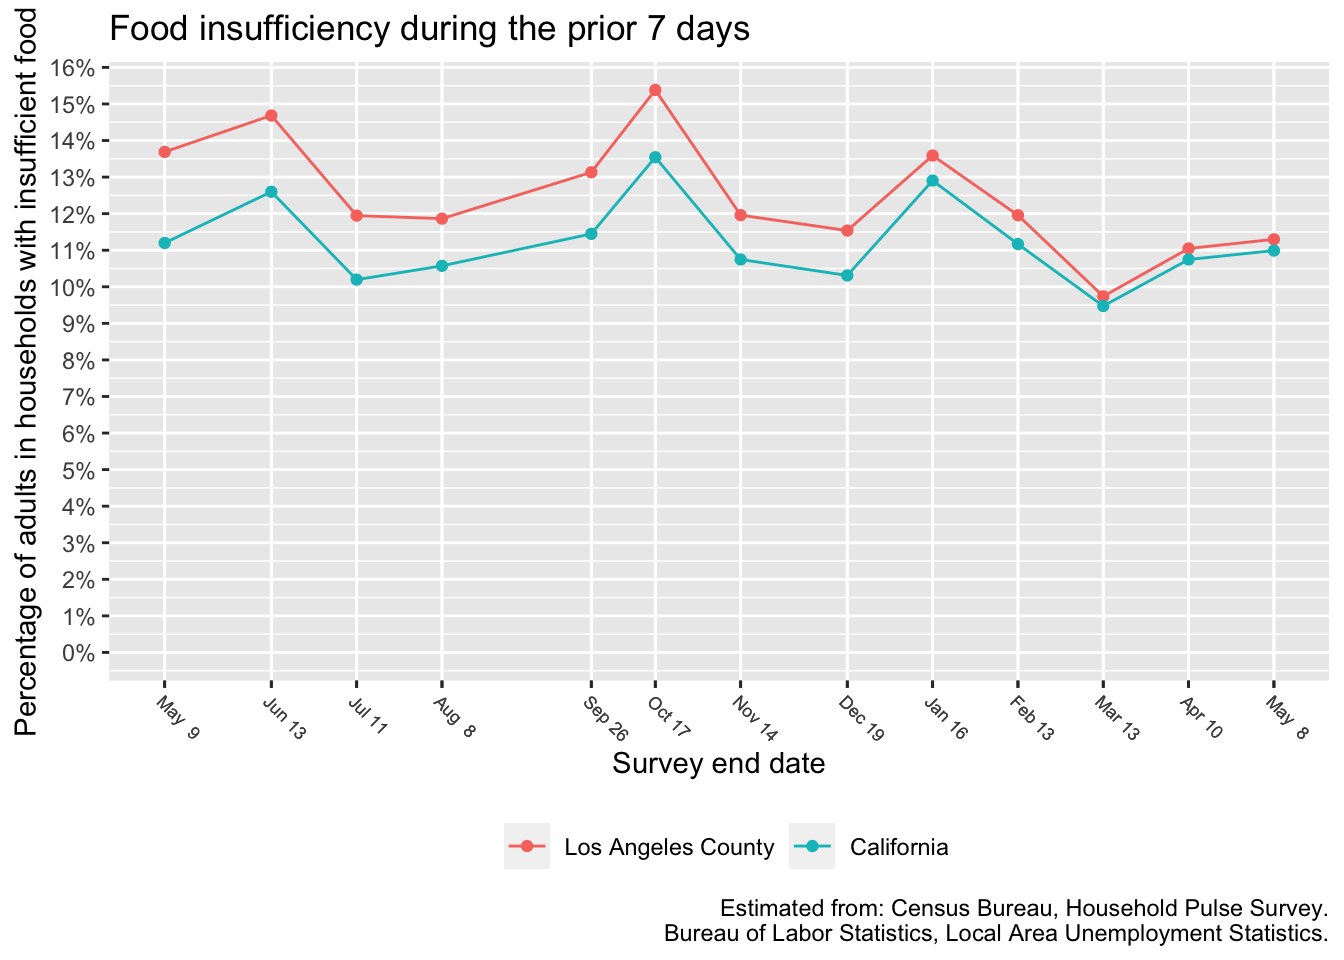 Food insufficiency during the prior 7 days
Percentage of adults in households with insufficient food
16%
15%
14%
13%
12%
11%
10%
9%
8%
7%
6%
5%
4%
3%
2%
1%
0%
May  9
Jun 13
Jul 11
Aug  8
Sep 26
Oct 17
Nov 14
Dec 19
Jan 16
Feb 13
Mar 13
Apr 10
May  8
Survey end date
Los Angeles County
California
Estimated from: Census Bureau, Household Pulse Survey.
Bureau of Labor Statistics, Local Area Unemployment Statistics.